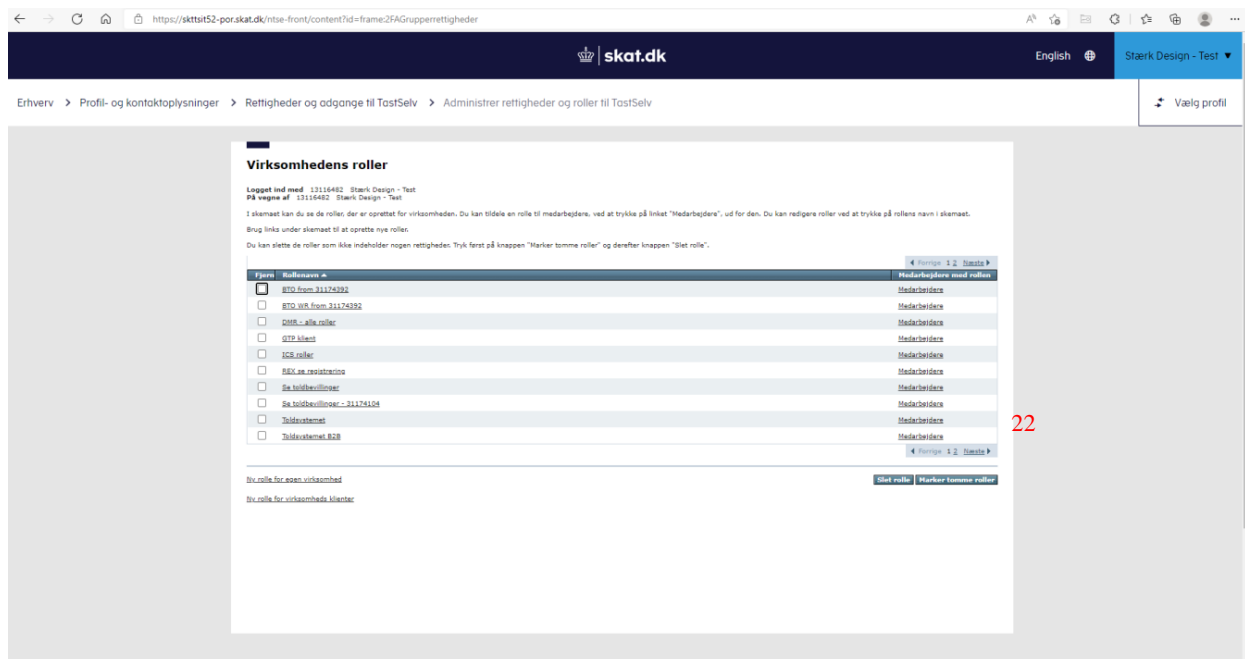 https://skttsit52-por.skat.dk/ntse-front/content?id=frame:2FAGrupperrettigheder
skat.dk
English
Stærk Design - Test ▼
Erhverv > Profil- og kontaktoplysninger > Rettigheder og adgange til TastSelv > Administrer rettigheder og roller til TastSelv
Vælg profil
Virksomhedens roller
Logget ind med 13116482 Stærk Design - Test
På vegne af 13116482 Stærk Design - Test
I skemaet kan du se de roller, der er oprettet for virksomheden. Du kan tildele en rolle til medarbejdere, ved at trykke på linket "Medarbejdere", ud for den. Du kan redigere roller ved at trykke på rollens navn i skemaet.
Brug links under skemaet til at oprette nye roller.
Du kan slette de roller som ikke indeholder nogen rettigheder. Tryk først på knappen "Marker tomme roller" og derefter knappen "Slet rolle".
Forrige 1 2 Næste
Fjern Rollenavn Medarbejdere med rollen
BTO from 31174392 Medarbejdere
BTO WR from 31174392 Medarbejdere
DMR - alle roller Medarbejdere
GTP klient Medarbejdere
ICS roller Medarbejdere
REX se registrering Medarbejdere
Se toldbevillinger Medarbejdere
Se toldbevillinger - 31174104 Medarbejdere
Toldsystemet Medarbejdere
22
Toldsystemet B2B Medarbejdere
Forrige 1 2 Næste
Ny rolle for egen virksomhed
Slet rolle Marker tomme roller
Ny rolle for virksomheds klienter